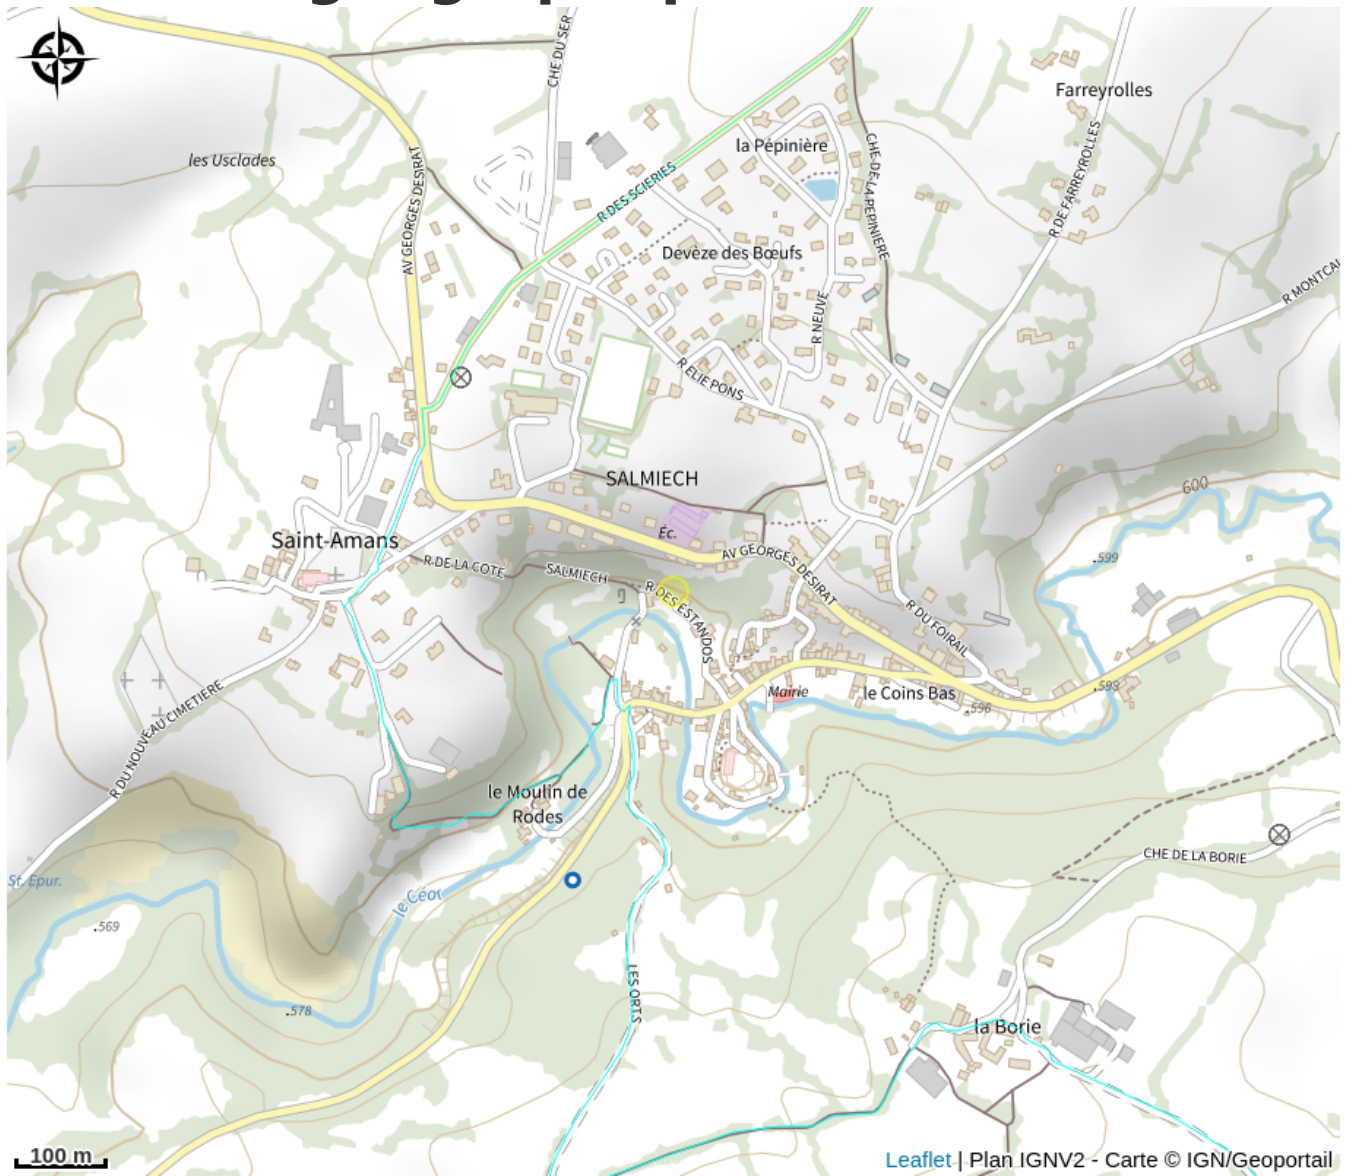 CHE DU SER
Farreyrolles
la Pépinière
les Usclades
AV GEORGES DESIRAT
R DES SCIERIES
CHE DE LA PEPINIERE
R DE FARREYROLLES
Devèze des Bœufs
R MONTCAL
R NEUVE
R ELIE PONS
SALMIECH
600
Éc.
Saint-Amans
AV GEORGES DESIRAT
.599
R DE LA COTE
SALMIECH
R DES ESTANDOS
R DU FOIRAIL
Mairie
le Coins Bas
.599
.596
R DU NOUVEAU CIMETIERE
le Moulin de
Rodes
CHE DE LA BORIE
St. Epur.
le Céor
.569
LES ORTS
.578
la Borie
100 m
Leaflet | Plan IGNV2 - Carte © IGN/Geoportail